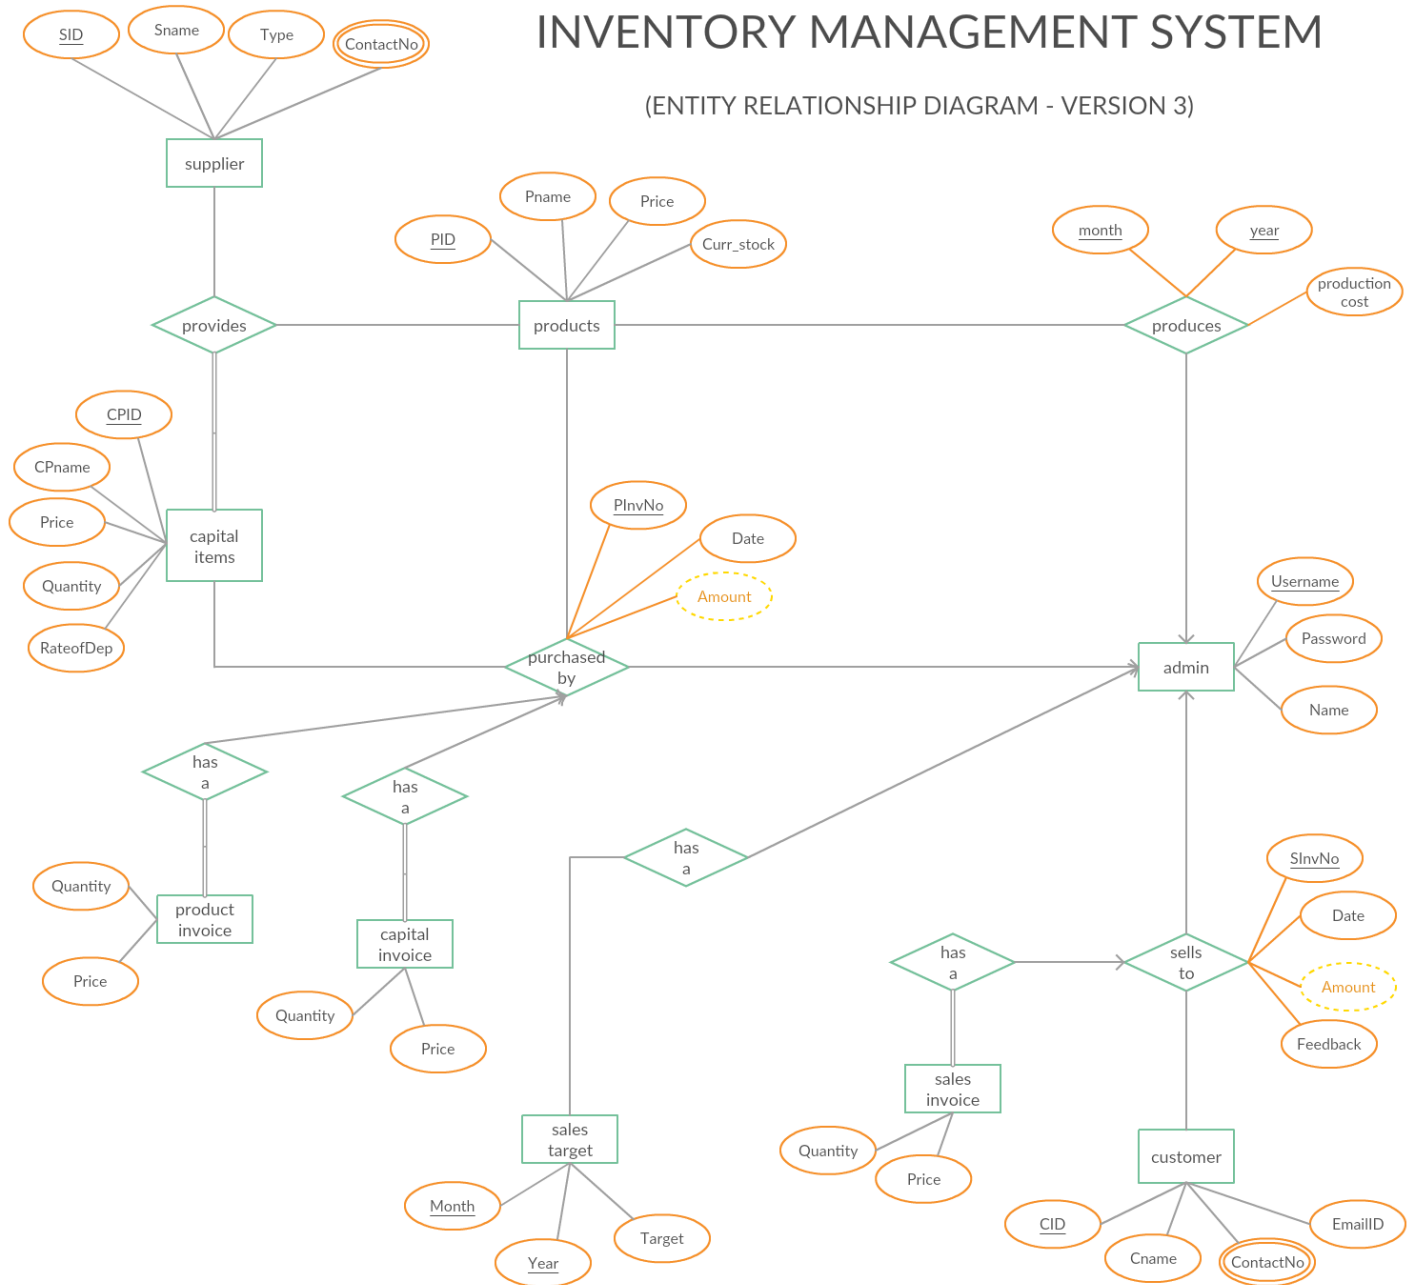 INVENTORY MANAGEMENT SYSTEM
(ENTITY RELATIONSHIP DIAGRAM - VERSION 3)
SID
Sname
Type
ContactNo
supplier
PID
Pname
Price
Curr_stock
products
month
year
production
cost
provides
produces
CPID
CPname
Price
Quantity
RateofDep
capital
items
PInvNo
Date
Amount
purchased
by
Username
Password
Name
admin
has
a
has
a
has
a
Quantity
Price
product
invoice
capital
invoice
Quantity
Price
SInvNo
Date
Amount
Feedback
sells
to
has
a
sales
invoice
Quantity
Price
sales
target
Month
Year
Target
customer
CID
Cname
ContactNo
EmailID